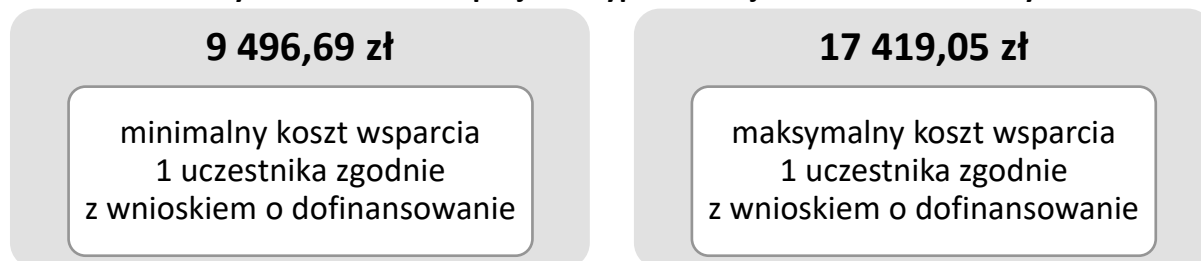 9 496,69 zł
minimalny koszt wsparcia
1 uczestnika zgodnie
z wnioskiem o dofinansowanie
17 419,05 zł
maksymalny koszt wsparcia
1 uczestnika zgodnie
z wnioskiem o dofinansowanie